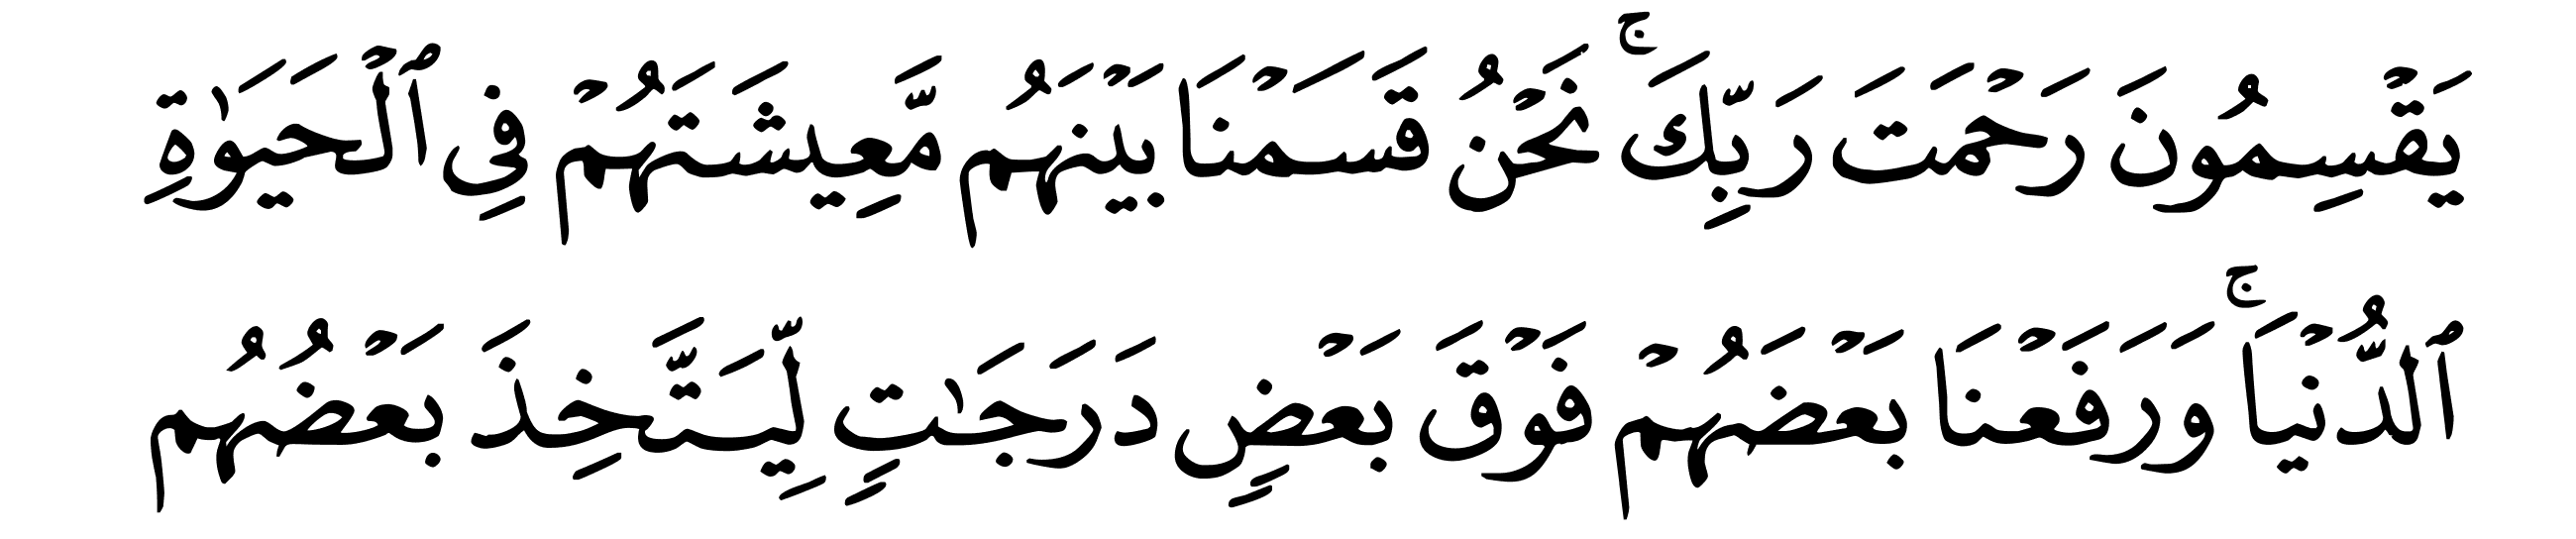 يَقۡسِمُونَ رَحۡمَتَ رَبِّكَۚ نَحۡنُ قَسَمۡنَا بَيۡنَهُم مَّعِيشَتَهُمۡ فِي ٱلۡحَيَوٰةِ
ٱلدُّنۡيَاۚ وَرَفَعۡنَا بَعۡضَهُمۡ فَوۡقَ بَعۡضٖ دَرَجَٰتٖ لِّيَتَّخِذَ بَعۡضُهُم